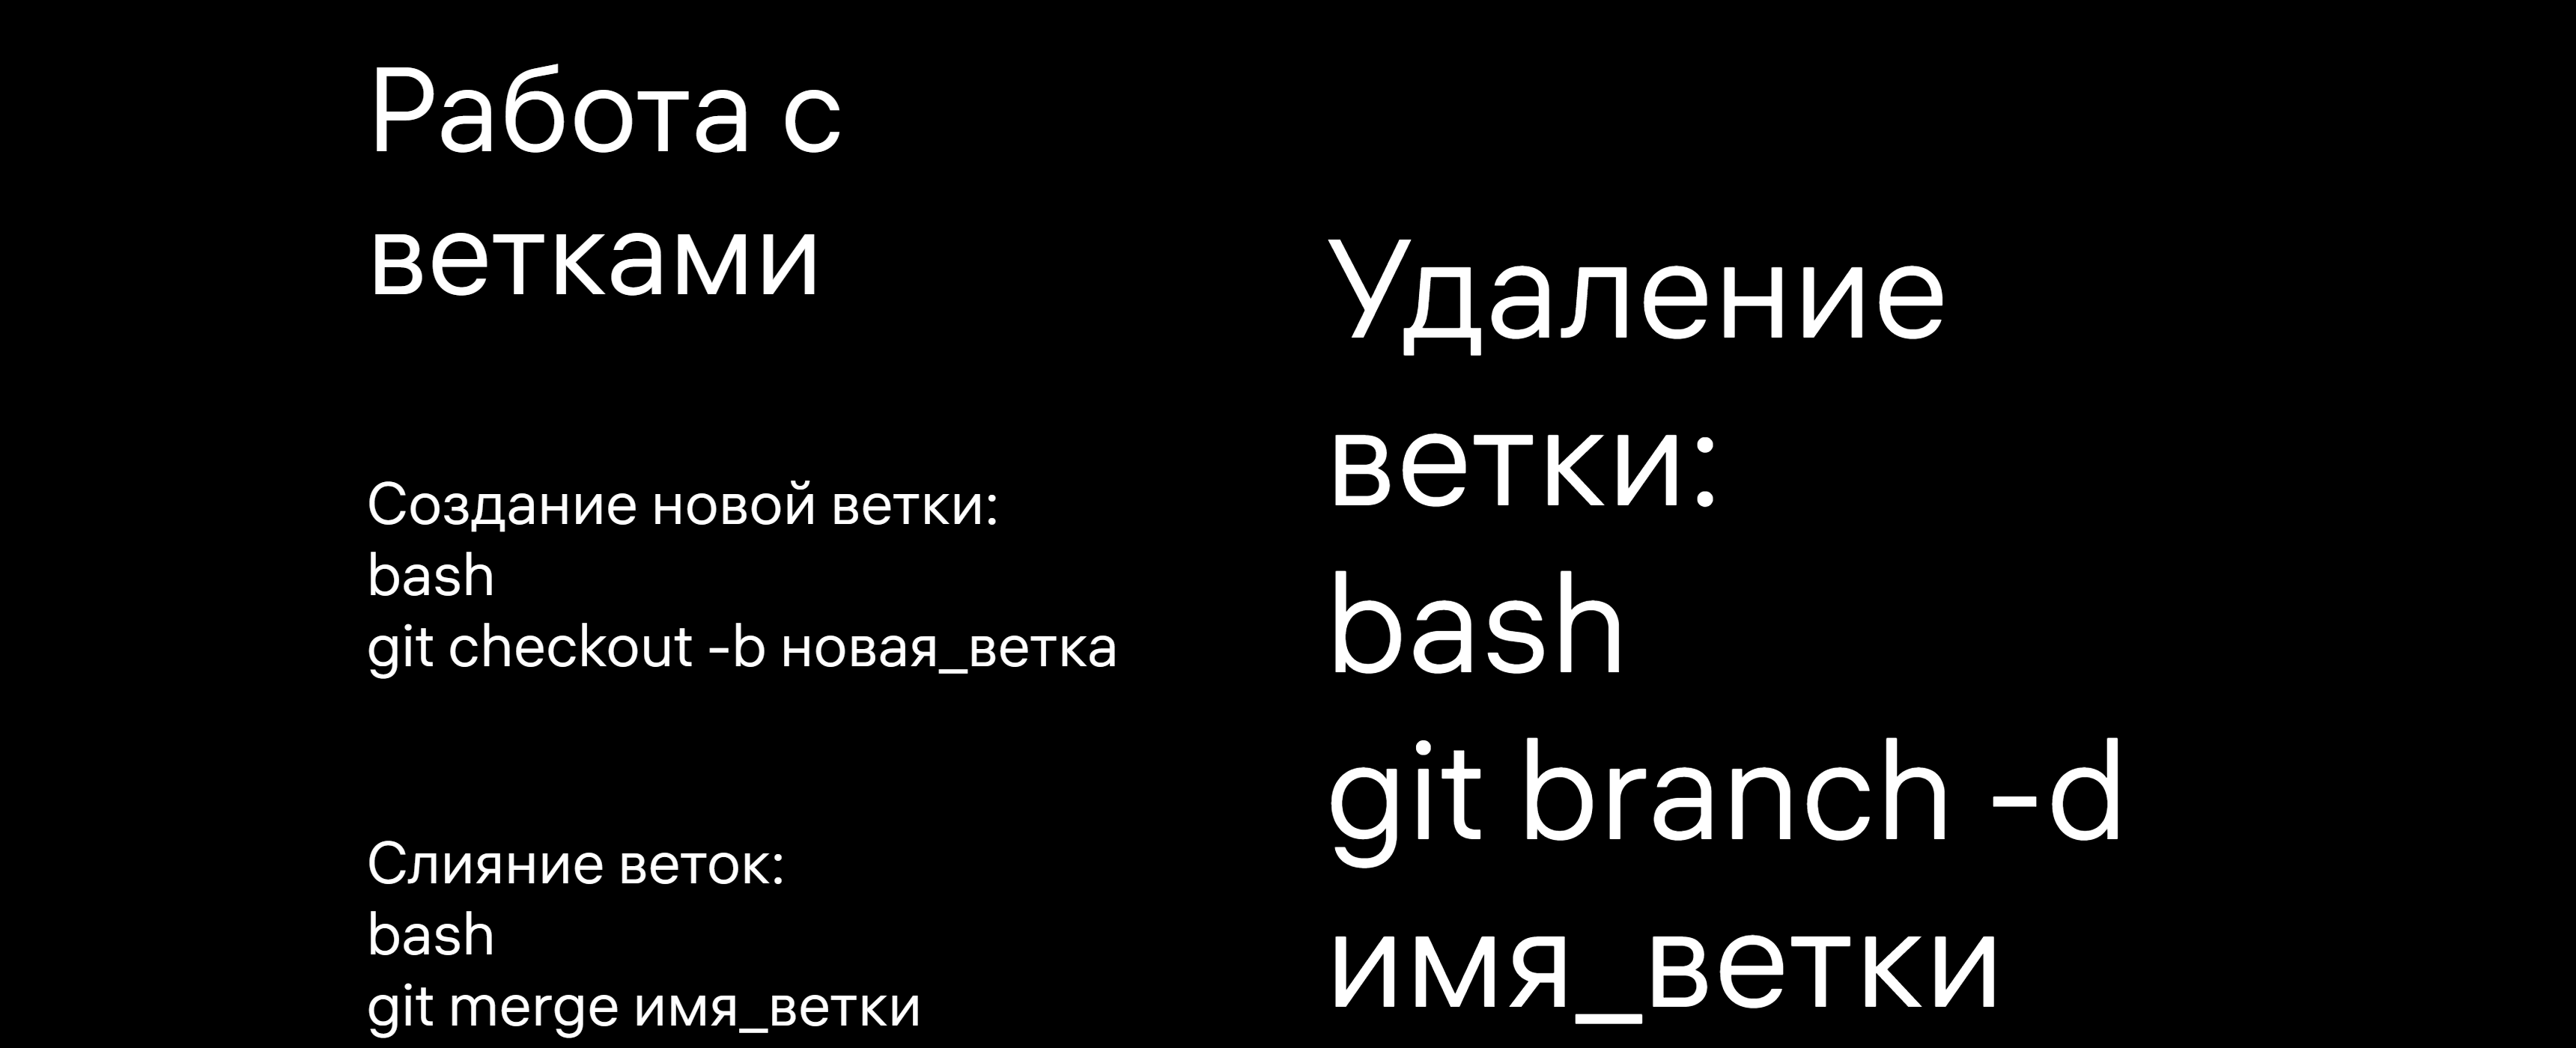 Работа с
ветками
Создание новой ветки:
bash
git checkout -b новая_ветка
Слияние веток:
bash
git merge имя_ветки
Удаление
ветки:
bash
git branch -d
имя_ветки